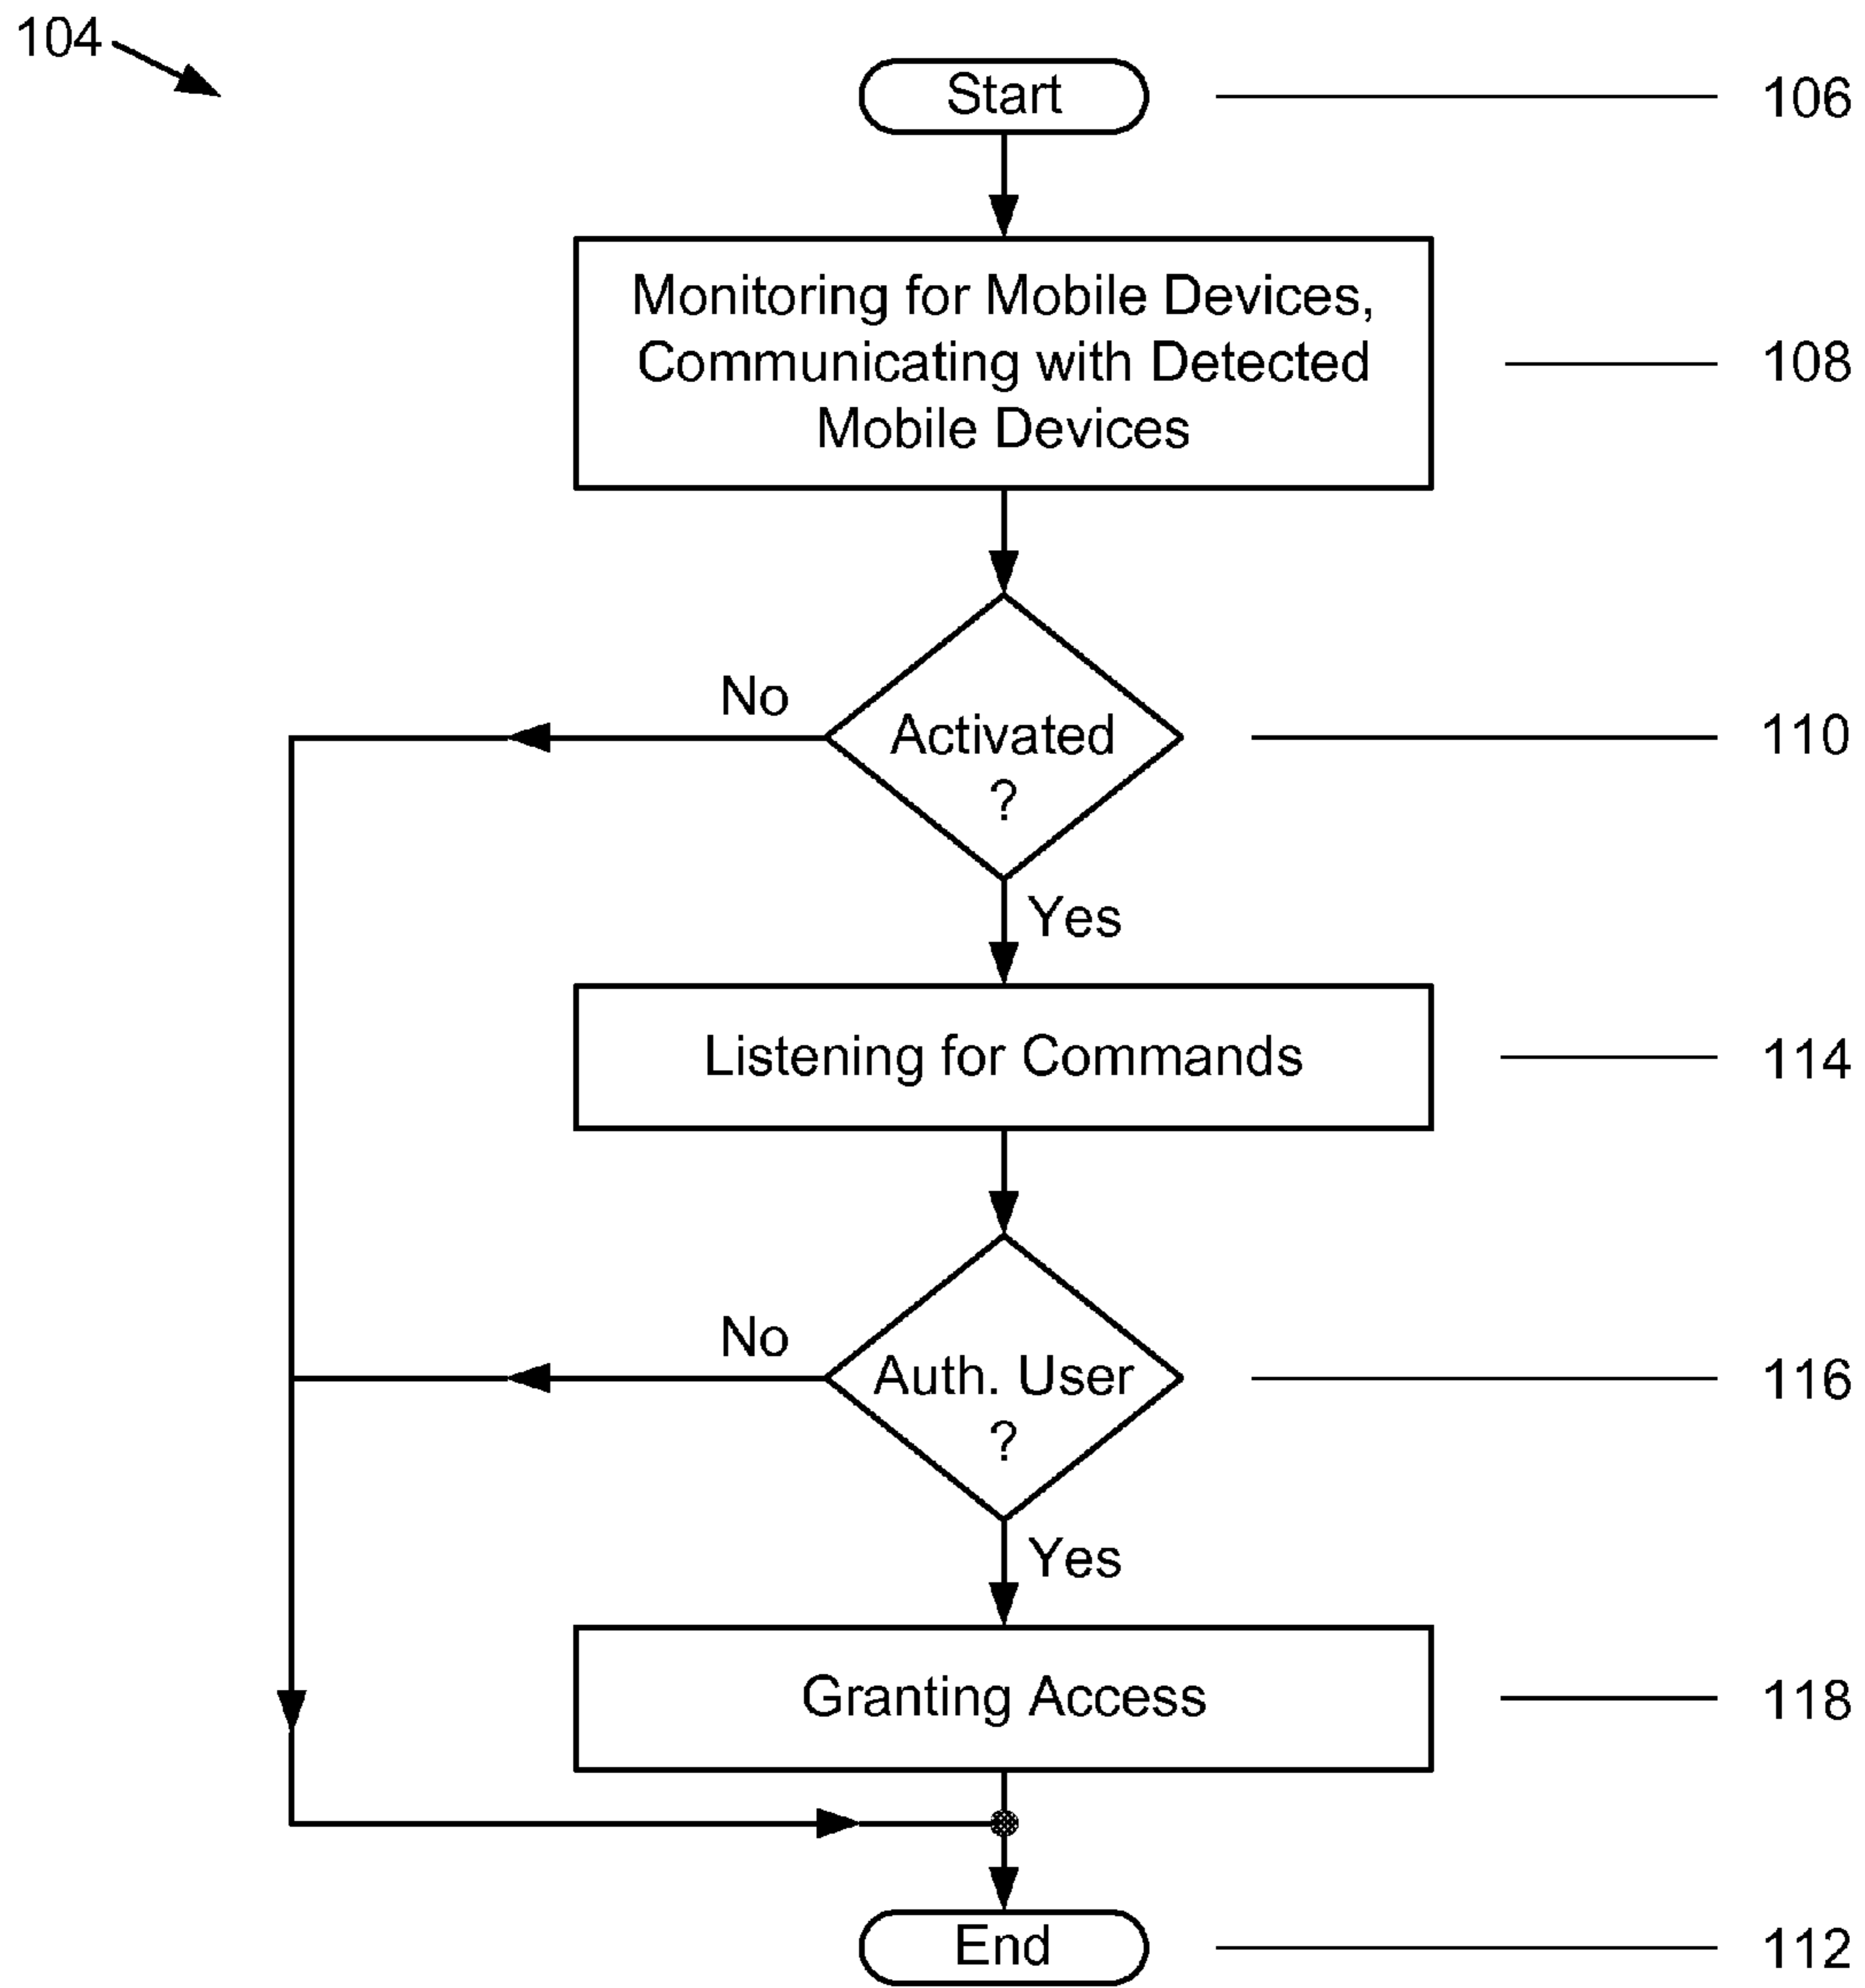 104
Start
106
Monitoring for Mobile Devices,
Communicating with Detected
Mobile Devices
108
No
Activated
?
110
Yes
Listening for Commands
114
No
Auth. User
?
116
Yes
Granting Access
118
End
112